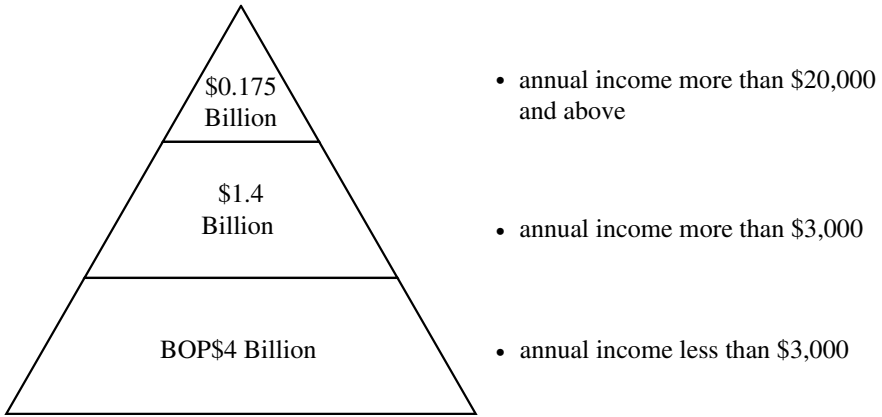 $0.175
Billion
• annual income more than $20,000
and above
$1.4
Billion
• annual income more than $3,000
BOP$4 Billion
• annual income less than $3,000